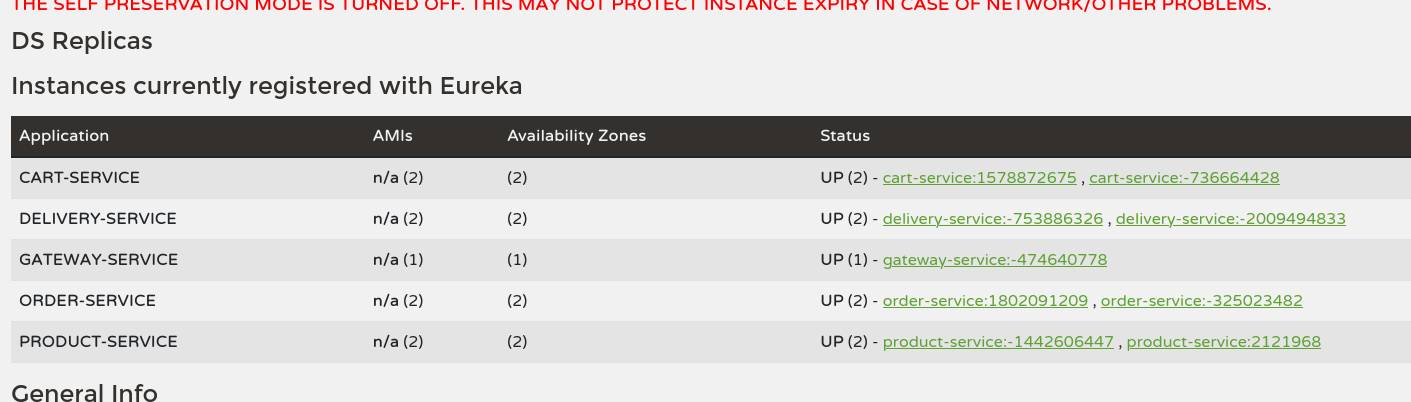 THE SELF PRESERVATION MODE IS TURNED OFF. THIS MAY NOT PROTECT INSTANCE EXPIRY IN CASE OF NETWORK/OTHER PROBLEMS.
DS Replicas
Instances currently registered with Eureka
Application AMIs Availability Zones Status
CART-SERVICE n/a (2) (2) UP (2) - cart-service:1578872675 , cart-service:-736664428
DELIVERY-SERVICE n/a (2) (2) UP (2) - delivery-service:-753886326 , delivery-service:-2009494833
GATEWAY-SERVICE n/a (1) (1) UP (1) - gateway-service:-474640778
ORDER-SERVICE n/a (2) (2) UP (2) - order-service:1802091209 , order-service:-325023482
PRODUCT-SERVICE n/a (2) (2) UP (2) - product-service:-1442606447 , product-service:2121968
General Info